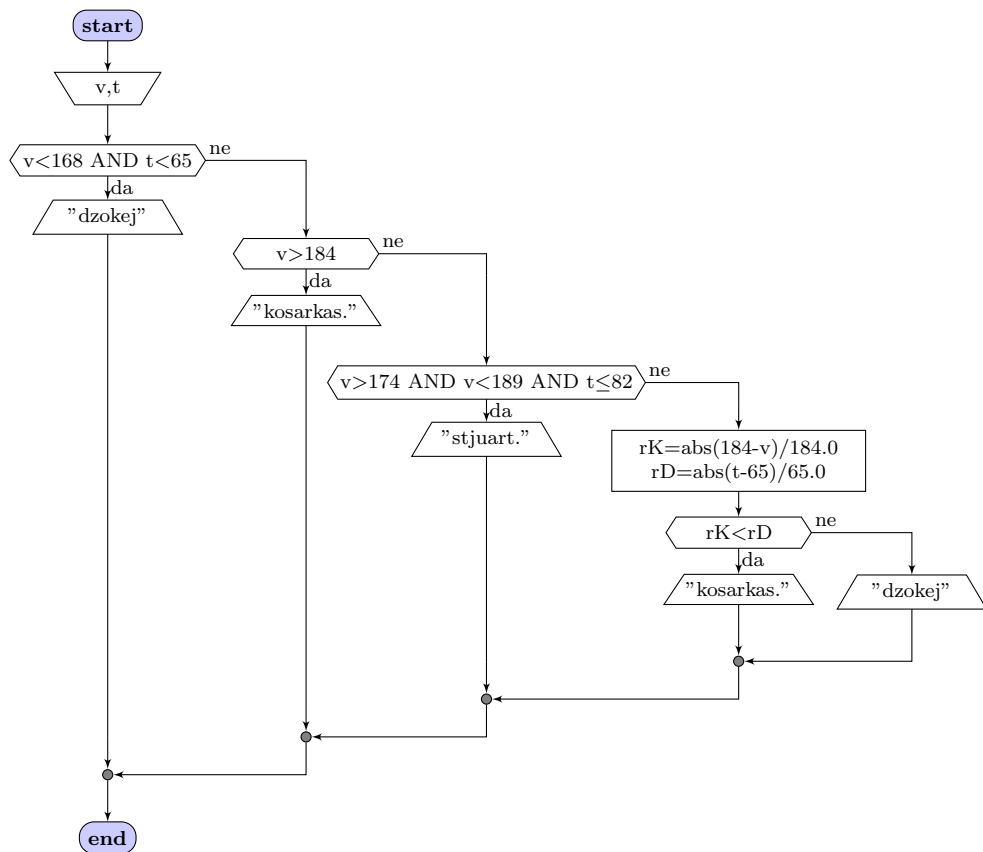 start
v,t
v<168 AND t<65
ne
da
"dzokej"
v>184
ne
da
"kosarkas."
v>174 AND v<189 AND t≤82
ne
da
"stjuart."
rK=abs(184-v)/184.0
rD=abs(t-65)/65.0
rK<rD
ne
da
"kosarkas."
"dzokej"
end